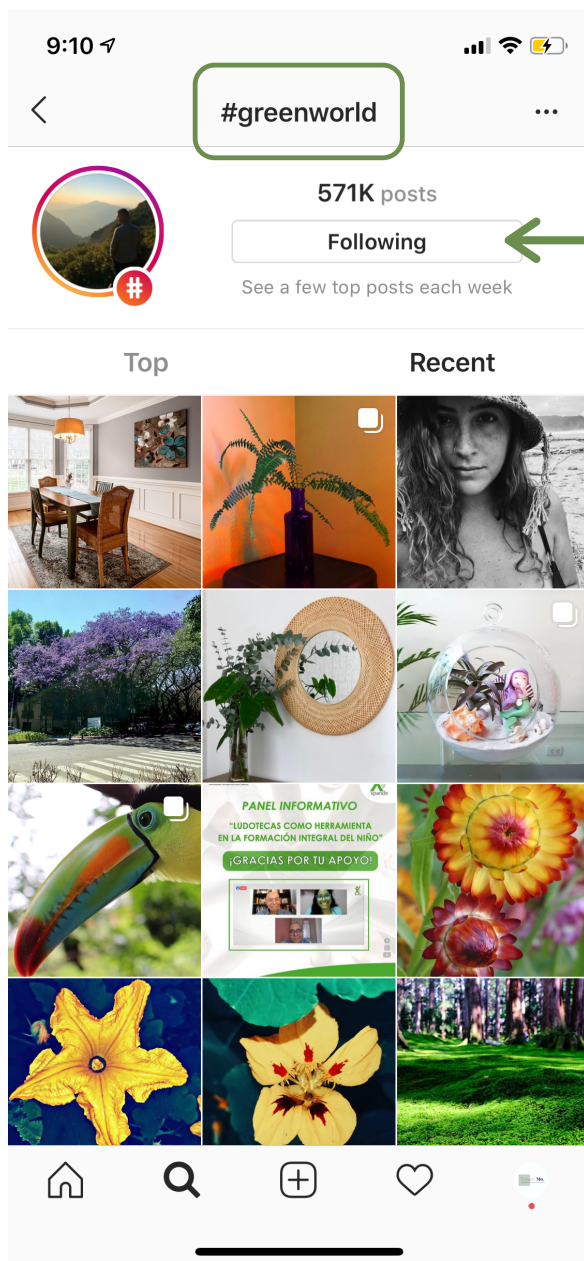 9:10
#greenworld
571K posts
Following
See a few top posts each week
#
Top
Recent
PANEL INFORMATIVO
“LUDOTECAS COMO HERRAMIENTA
EN LA FORMACIÓN INTEGRAL DEL NIÑO”
¡GRACIAS POR TU APOYO!